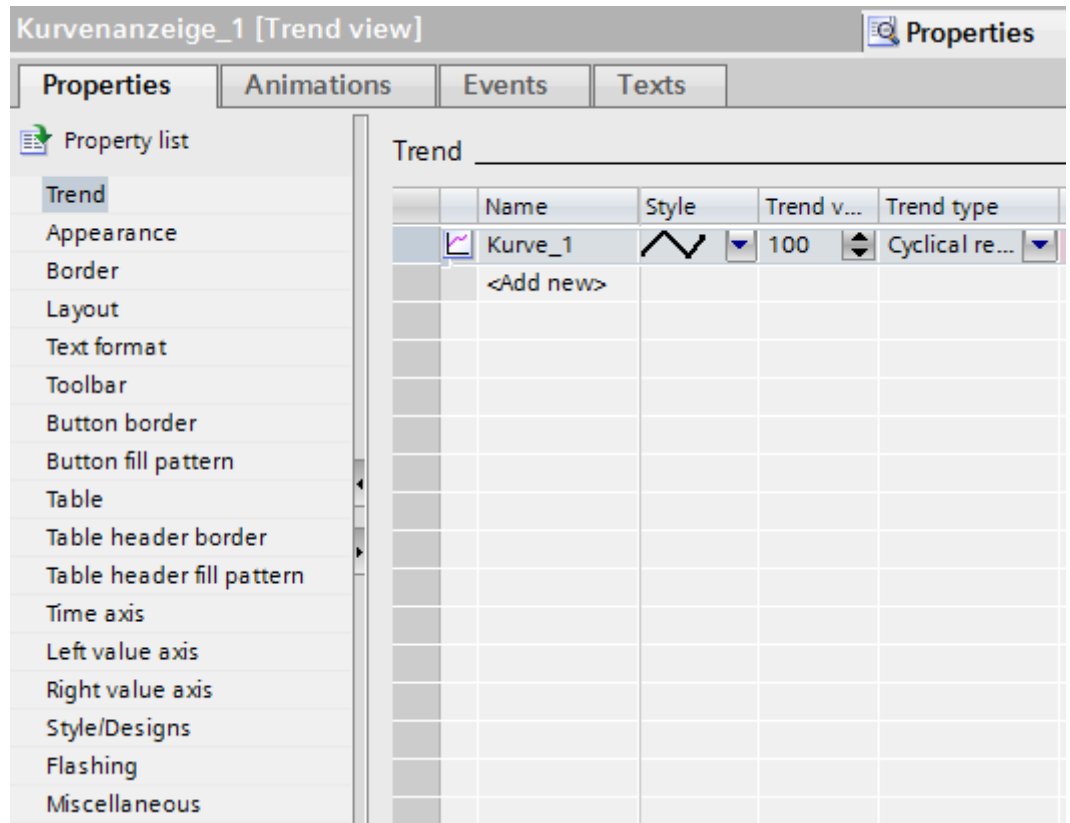 Kurvenanzeige_1 [Trend view]
Properties
Properties
Animations
Events
Texts
Property list
Trend
Appearance
Border
Layout
Text format
Toolbar
Button border
Button fill pattern
Table
Table header border
Table header fill pattern
Time axis
Left value axis
Right value axis
Style/Designs
Flashing
Miscellaneous
Trend
Name Style Trend v... Trend type
Kurve_1 100 Cyclical re...
<Add new>